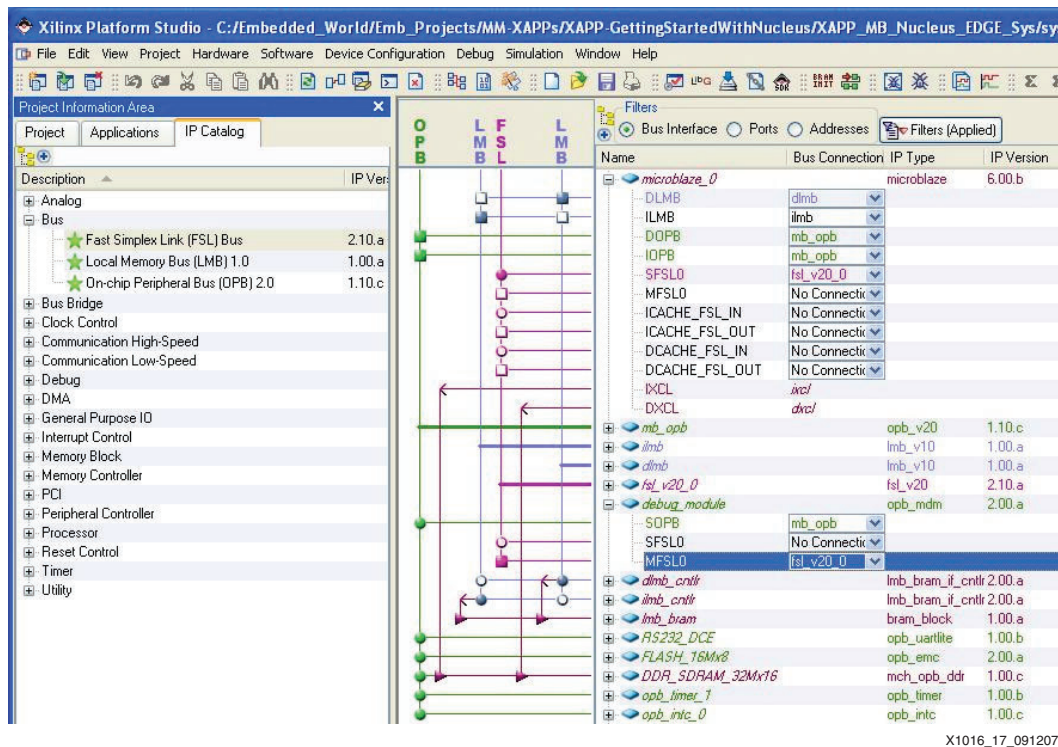 Xilinx Platform Studio - C:/Embedded_World/Emb_Projects/MM-XAPPs/XAPP-GettingStartedWithNucleus/XAPP_MB_Nucleus_EDGE_Sys/sy
File Edit View Project Hardware Software Device Configuration Debug Simulation Window Help
Project Information Area
Project Applications IP Catalog
Description IP Ver
Analog
Bus
Fast Simplex Link (FSL) Bus 2.10.a
Local Memory Bus (LMB) 1.0 1.00.a
On-chip Peripheral Bus (OPB) 2.0 1.10.c
Bus Bridge
Clock Control
Communication High-Speed
Communication Low-Speed
Debug
DMA
General Purpose IO
Interrupt Control
Memory Block
Memory Controller
PCI
Peripheral Controller
Processor
Reset Control
Timer
Utility
OPB LMB FSL LMB
Filters
Bus Interface Ports Addresses Filters (Applied)
Name Bus Connection IP Type IP Version
microblaze_0 microblaze 6.00.b
DLMB dlmb
ILMB ilmb
DOPB mb_opb
IOPB mb_opb
SFSL0 fsl_v20_0
MFSL0 No Connectic
ICACHE_FSL_IN No Connectic
ICACHE_FSL_OUT No Connectic
DCACHE_FSL_IN No Connectic
DCACHE_FSL_OUT No Connectic
IXCL ixcl
DXCL dxcl
mb_opb opb_v20 1.10.c
ilmb lmb_v10 1.00.a
dlmb lmb_v10 1.00.a
fsl_v20_0 fsl_v20 2.10.a
debug_module opb_mdm 2.00.a
SOPB mb_opb
SFSL0 No Connectic
MFSL0 fsl_v20_0
dlmb_cntlr lmb_bram_if_cntlr 2.00.a
ilmb_cntlr lmb_bram_if_cntlr 2.00.a
lmb_bram bram_block 1.00.a
RS232_DCE opb_uartlite 1.00.b
FLASH_16Mx8 opb_emc 2.00.a
DDR_SDRAM_32Mx16 mch_opb_ddr 1.00.c
opb_timer_1 opb_timer 1.00.b
opb_intc_0 opb_intc 1.00.c
X1016_17_091207